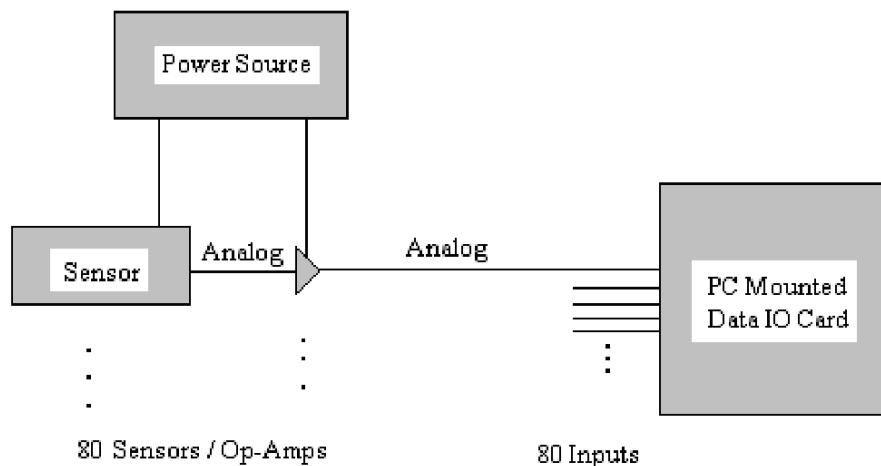 Power Source
Analog
Analog
Sensor
PC Mounted
Data IO Card
80 Sensors / Op-Amps
80 Inputs